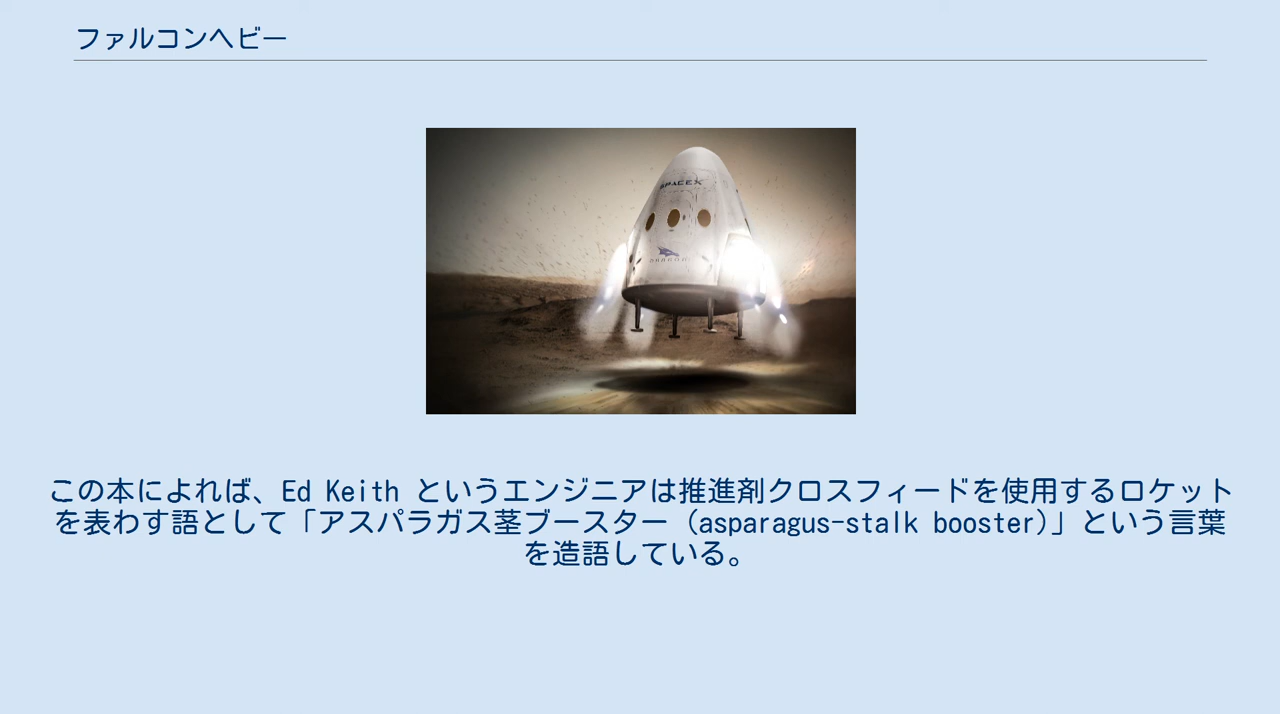 ファルコンヘビー
SPACEX
DRAGON
この本によれば、Ed Keith というエンジニアは推進剤クロスフィードを使用するロケット
を表わす語として「アスパラガス茎ブースター（asparagus-stalk booster）」という言葉
を造語している。